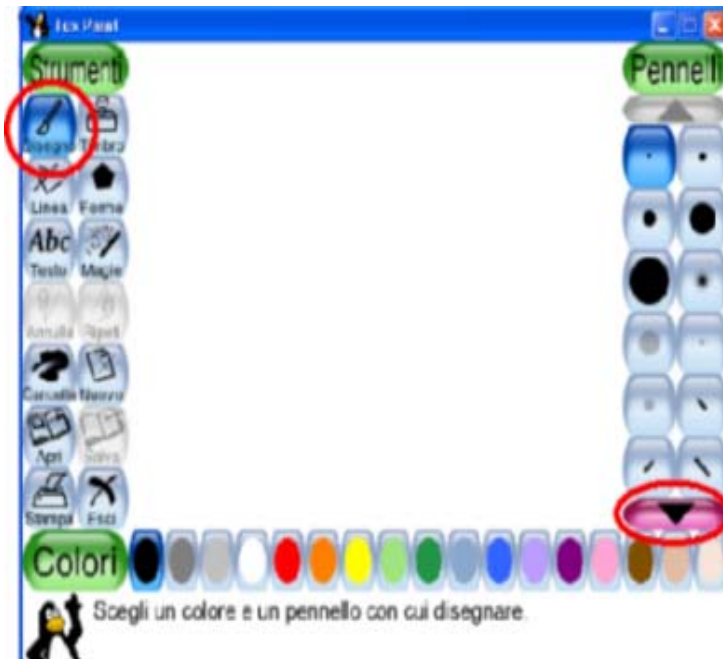 Tux Paint
Strumenti
Pennelli
Disegno Timbro
Linea Forme
Abc
Testo Magie
Annulla Ripeti
Cancella Nuovo
Apri Salva
Stampa Esci
Colori
Scegli un colore e un pennello con cui disegnare.